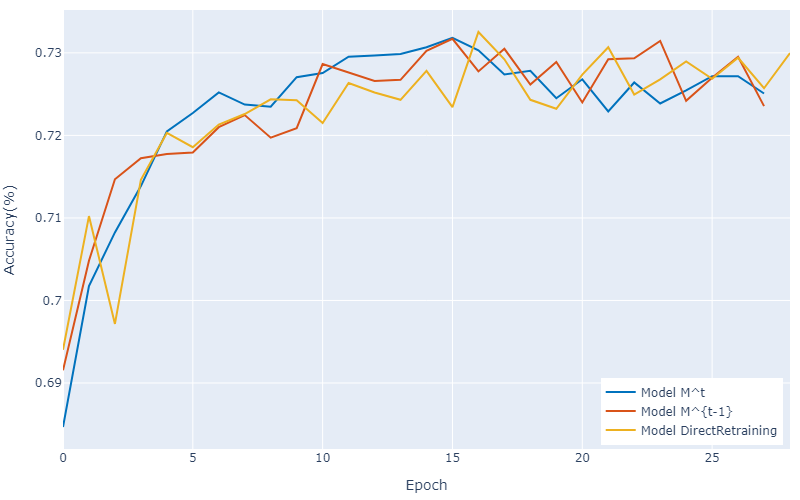 0.73
0.72
0.71
0.7
0.69
Accuracy(%)
0 5 10 15 20 25
Epoch
Model M^t
Model M^{t-1}
Model DirectRetraining